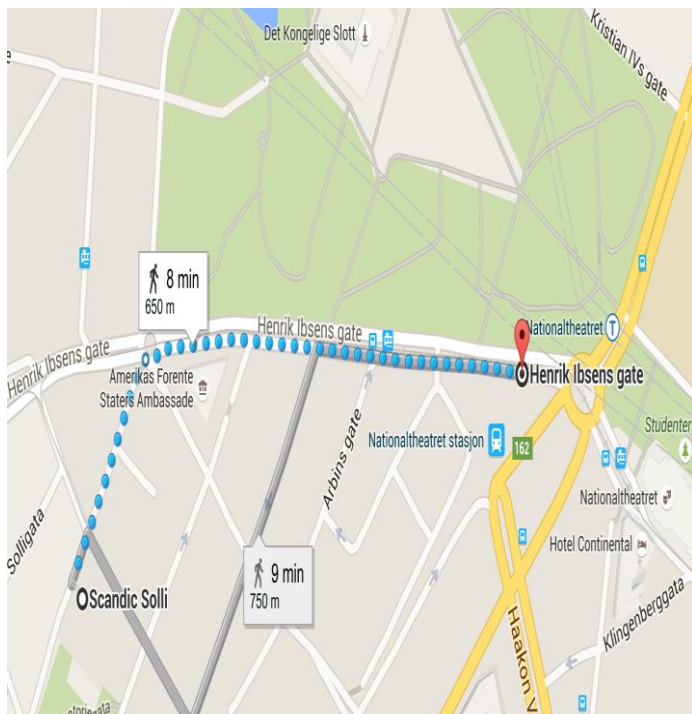 Det Kongelige Slott
Kristian IVs gate
8 min
650 m
Henrik Ibsens gate
Nationaltheatret
T
Henrik Ibsens gate
Henrik Ibsens gate
Amerikas Forente
Staters Ambassade
Arbins gate
Nationaltheatret stasjon
162
Studenter
Nationaltheatret
Solligata
Hotel Continental
9 min
750 m
Scandic Solli
Klingenberggata
Haakon V